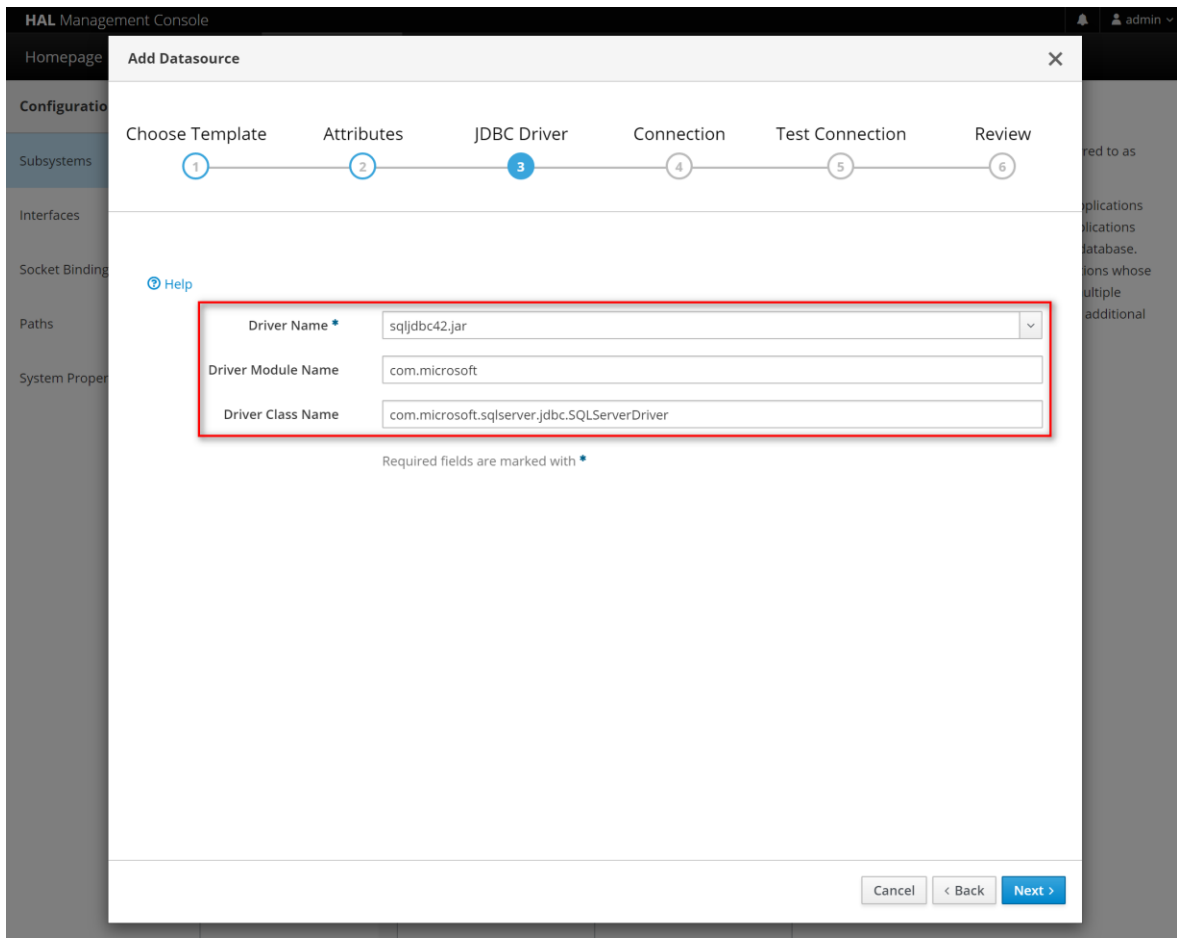 HAL Management Console
admin
Homepage
Add Datasource
Configuratio
Choose Template Attributes JDBC Driver Connection Test Connection Review
1 2 3 4 5 6
Subsystems
red to as
Interfaces
plications
lications
database.
Socket Binding
ions whose
ultiple
additional
Help
Paths
Driver Name * sqljdbc42.jar
System Proper
Driver Module Name com.microsoft
Driver Class Name com.microsoft.sqlserver.jdbc.SQLServerDriver
Required fields are marked with *
Cancel < Back Next >